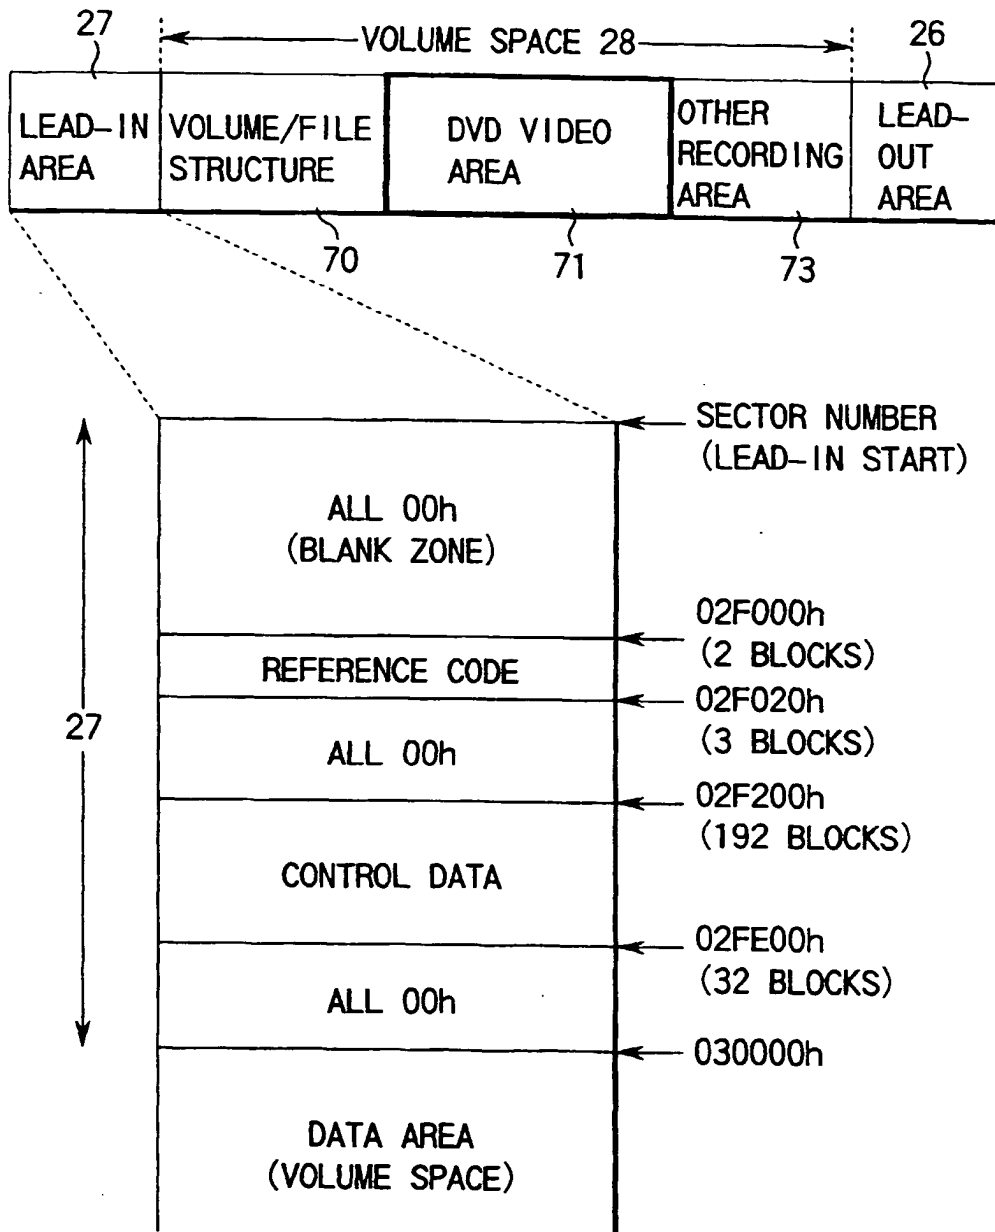 27
VOLUME SPACE 28
26
LEAD-IN
AREA
VOLUME/FILE
STRUCTURE
DVD VIDEO
AREA
OTHER
RECORDING
AREA
LEAD-
OUT
AREA
70
71
73
SECTOR NUMBER
(LEAD-IN START)
ALL 00h
(BLANK ZONE)
02F000h
(2 BLOCKS)
REFERENCE CODE
02F020h
(3 BLOCKS)
27
ALL 00h
02F200h
(192 BLOCKS)
CONTROL DATA
02FE00h
(32 BLOCKS)
ALL 00h
030000h
DATA AREA
(VOLUME SPACE)